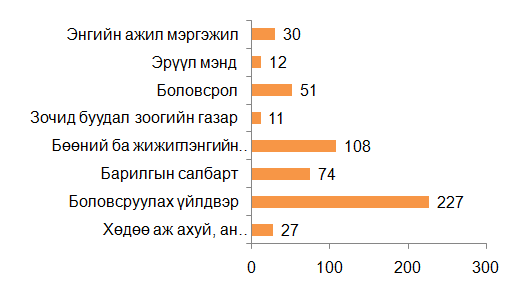 Энгийн ажил мэргэжил 30
Эрүүл мэнд 12
Боловсрол 51
Зочид буудал зоогийн газар 11
Бөөний ба жижиглэнгийн.. 108
Барилгын салбарт 74
Боловсруулах үйлдвэр 227
Хөдөө аж ахуй, ан.. 27
0 100 200 300